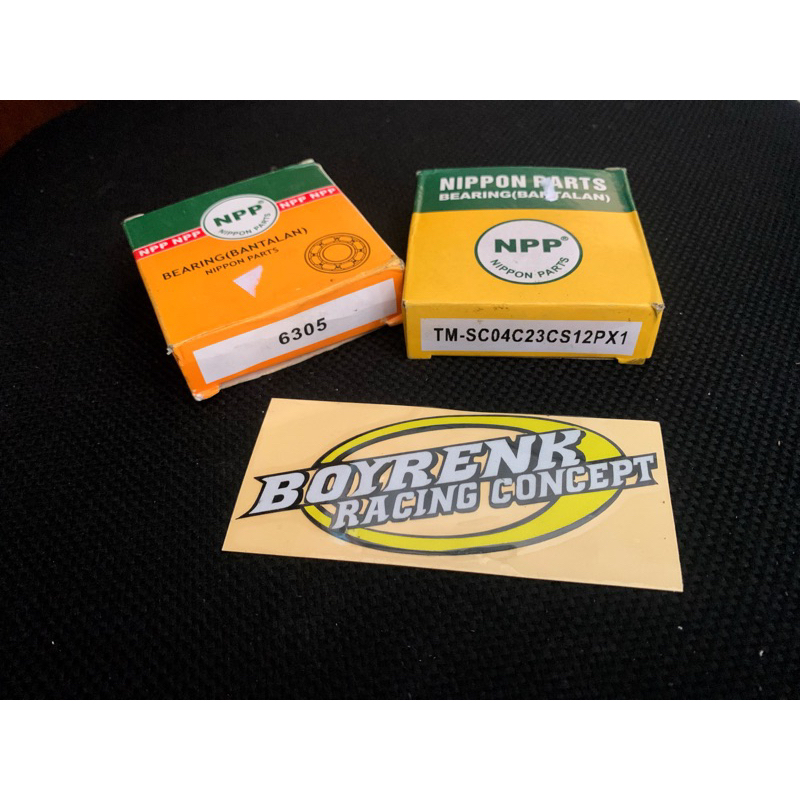 NPP NPP
NPP®
NIPPON PARTS
NPP NPP
BEARING(BANTALAN)
NIPPON PARTS
6305
NIPPON PARTS
BEARING(BANTALAN)
NPP®
NIPPON PARTS
TM-SC04C23CS12PX1
BOYRENK
RACING CONCEPT